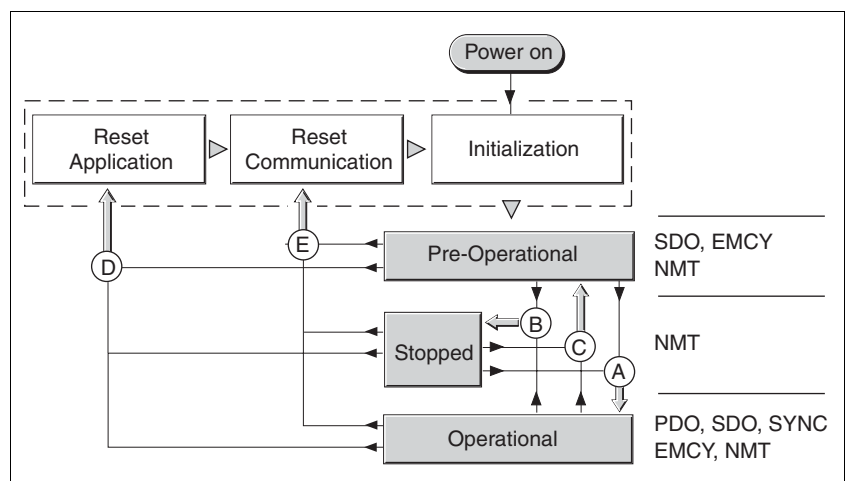 Power on
Reset
Application
Reset
Communication
Initialization
E
D
Pre-Operational
SDO, EMCY
NMT
B
C
Stopped
A
NMT
Operational
PDO, SDO, SYNC
EMCY, NMT